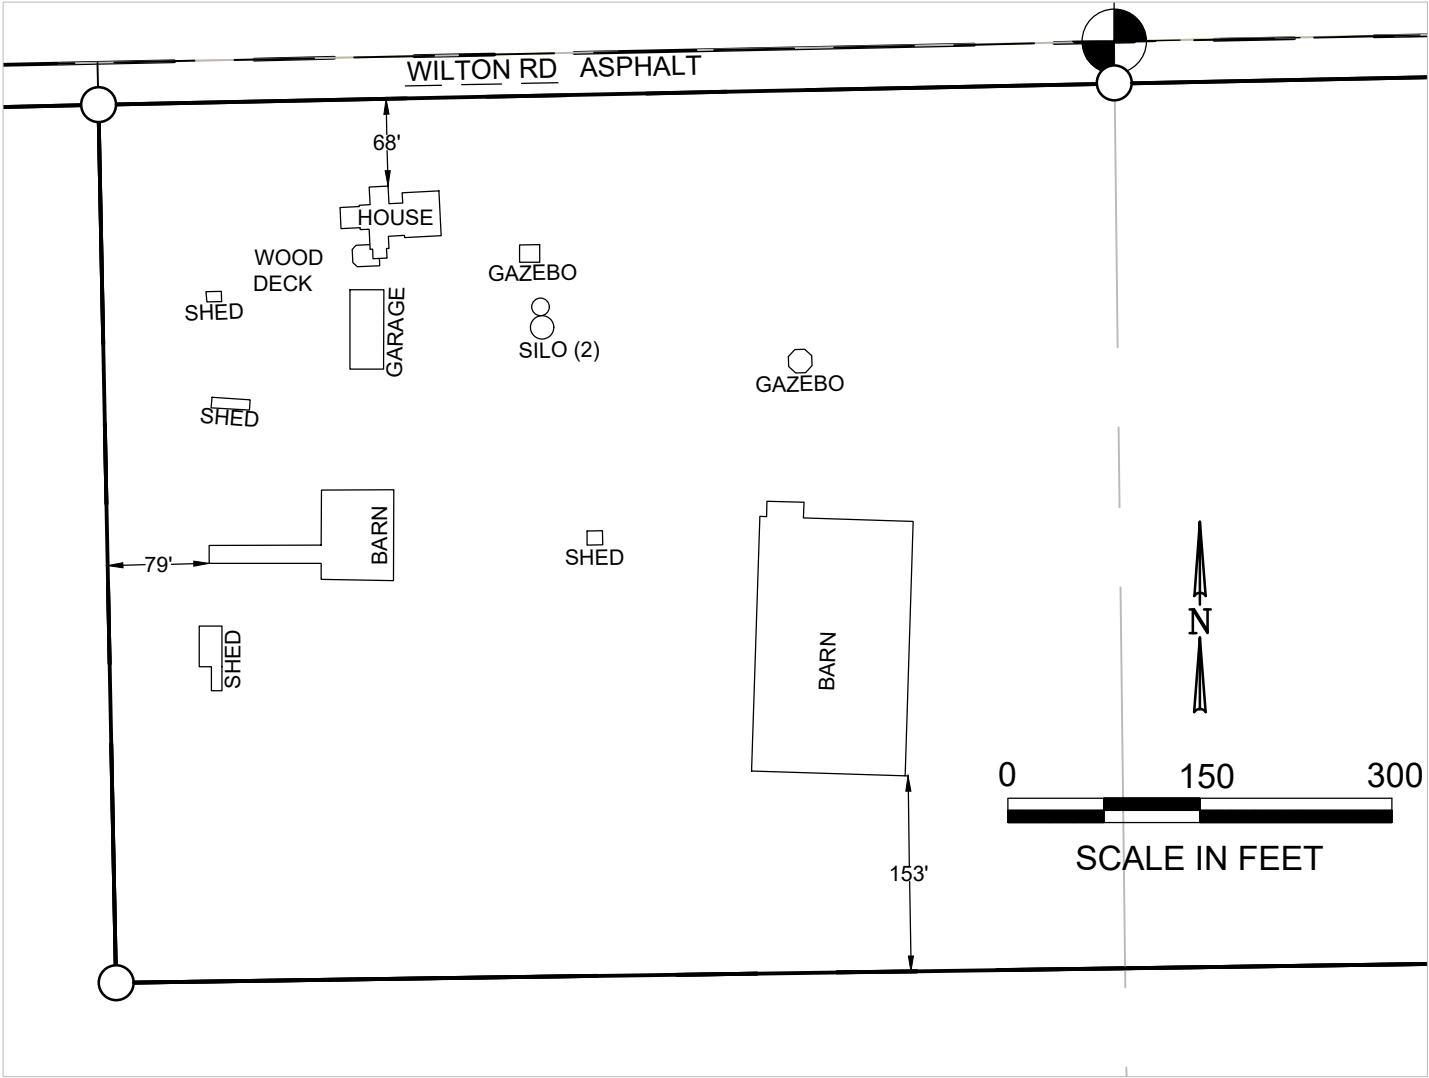 WILTON RD ASPHALT
68'
HOUSE
WOOD
DECK
GAZEBO
SHED
GARAGE
SILO (2)
GAZEBO
SHED
BARN
SHED
79'
SHED
BARN
N
0 150 300
SCALE IN FEET
153'